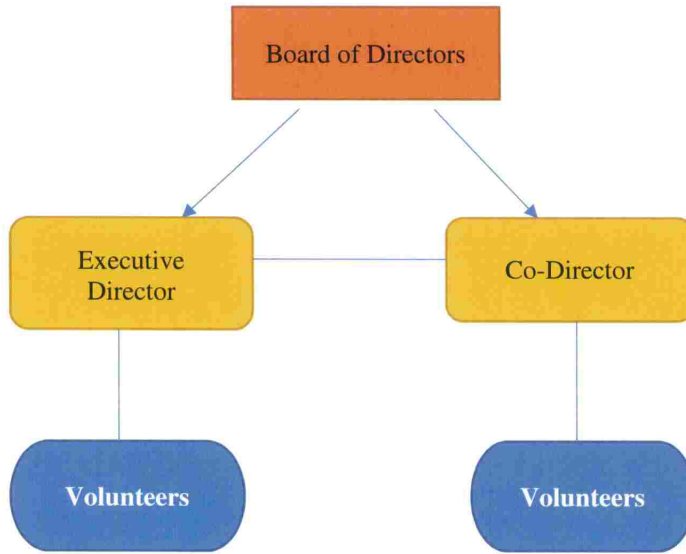 Board of Directors
Executive
Director
Co-Director
Volunteers
Volunteers